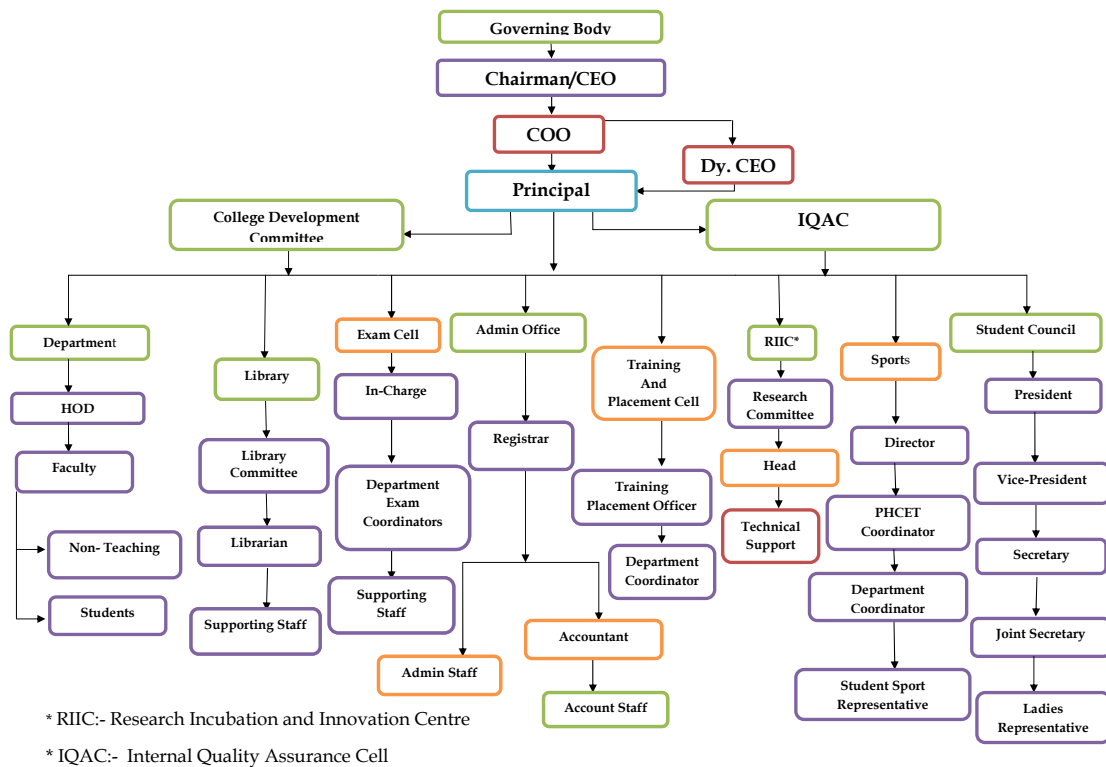 Governing Body
Chairman/CEO
COO
Dy. CEO
Principal
College Development
Committee
IQAC
Department
HOD
Faculty
Non- Teaching
Students
Library
Library
Committee
Librarian
Supporting Staff
Exam Cell
In-Charge
Department
Exam
Coordinators
Supporting
Staff
Admin Office
Registrar
Admin Staff
Accountant
Account Staff
Training
And
Placement Cell
Training
Placement Officer
Department
Coordinator
RIIC*
Research
Committee
Head
Technical
Support
Sports
Director
PHCET
Coordinator
Department
Coordinator
Student Sport
Representative
Student Council
President
Vice-President
Secretary
Joint Secretary
Ladies
Representative
* RIIC:- Research Incubation and Innovation Centre
* IQAC:- Internal Quality Assurance Cell